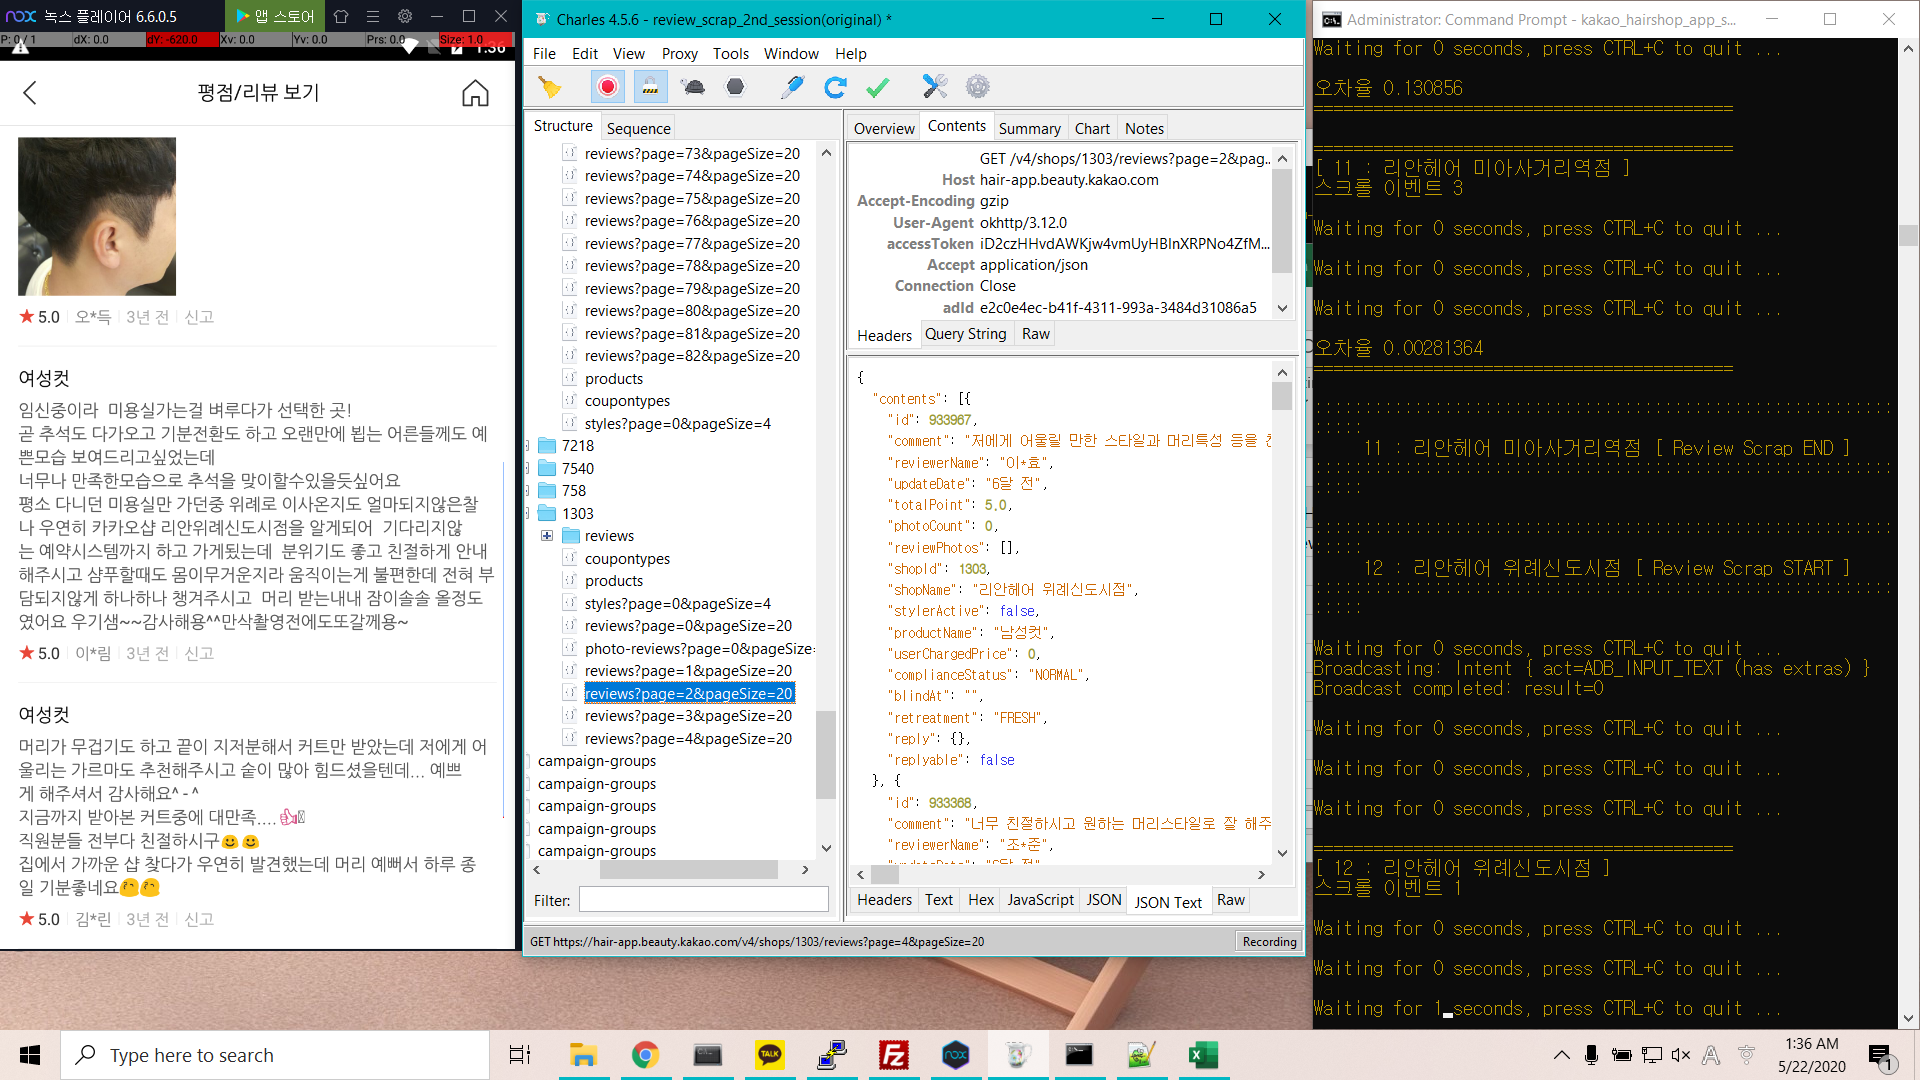 녹스 플레이어 6.6.0.5
앱 스토어
P: 0 / 1
dX: 0.0
dY: -620.0
Xv: 0.0
Yv: 0.0
Prs: 0.0
Size: 1.0
1:36
평점/리뷰 보기
5.0 오*득 3년 전 신고
여성컷
임신중이라 미용실가는걸 벼루다가 선택한 곳!
곧 추석도 다가오고 기분전환도 하고 오랜만에 뵙는 어른들께도 예
쁜모습 보여드리고싶었는데
너무나 만족한모습으로 추석을 맞이할수있을듯싶어요
평소 다니던 미용실만 가던중 위례로 이사온지도 얼마되지않은찰
나 우연히 카카오샵 리안위례신도시점을 알게되어 기다리지않
는 예약시스템까지 하고 가게됬는데 분위기도 좋고 친절하게 안내
해주시고 샴푸할때도 몸이무거운지라 움직이는게 불편한데 전혀 부
담되지않게 하나하나 챙겨주시고 머리 받는내내 잠이솔솔 올정도
였어요 우기샘~~감사해용^^만삭촬영전에도또갈께용~
5.0 이*림 3년 전 신고
여성컷
머리가 무겁기도 하고 끝이 지저분해서 커트만 받았는데 저에게 어
울리는 가르마도 추천해주시고 숱이 많아 힘드셨을텐데... 예쁘
게 해주셔서 감사해요^ - ^
지금까지 받아본 커트중에 대만족....
직원분들 전부다 친절하시구
집에서 가까운 샵 찾다가 우연히 발견했는데 머리 예뻐서 하루 종
일 기분좋네요
5.0 김*린 3년 전 신고
Charles 4.5.6 - review_scrap_2nd_session(original) *
File Edit View Proxy Tools Window Help
Structure Sequence
reviews?page=73&pageSize=20
reviews?page=74&pageSize=20
reviews?page=75&pageSize=20
reviews?page=76&pageSize=20
reviews?page=77&pageSize=20
reviews?page=78&pageSize=20
reviews?page=79&pageSize=20
reviews?page=80&pageSize=20
reviews?page=81&pageSize=20
reviews?page=82&pageSize=20
products
coupontypes
styles?page=0&pageSize=4
7218
7540
758
1303
reviews
coupontypes
products
styles?page=0&pageSize=4
reviews?page=0&pageSize=20
photo-reviews?page=0&pageSize=
reviews?page=1&pageSize=20
reviews?page=2&pageSize=20
reviews?page=3&pageSize=20
reviews?page=4&pageSize=20
campaign-groups
campaign-groups
campaign-groups
campaign-groups
campaign-groups
Filter:
Overview Contents Summary Chart Notes
GET /v4/shops/1303/reviews?page=2&pag...
Host hair-app.beauty.kakao.com
Accept-Encoding gzip
User-Agent okhttp/3.12.0
accessToken iD2czHHvdAWKjw4vmUyHBInXRPNo4ZfM...
Accept application/json
Connection Close
adId e2c0e4ec-b41f-4311-993a-3484d31086a5
Headers Query String Raw
{
"contents": [{
"id": 933967,
"comment": "저에게 어울릴 만한 스타일과 머리특성 등을 친
"reviewerName": "이*효",
"updateDate": "6달 전",
"totalPoint": 5.0,
"photoCount": 0,
"reviewPhotos": [],
"shopId": 1303,
"shopName": "리안헤어 위례신도시점",
"stylerActive": false,
"productName": "남성컷",
"userChargedPrice": 0,
"complianceStatus": "NORMAL",
"blindAt": "",
"retreatment": "FRESH",
"reply": {},
"replyable": false
}, {
"id": 933368,
"comment": "너무 친절하시고 원하는 머리스타일로 잘 해주
"reviewerName": "조*준",
"updateDate": "6달 전"
Headers Text Hex JavaScript JSON JSON Text Raw
GET https://hair-app.beauty.kakao.com/v4/shops/1303/reviews?page=4&pageSize=20
Recording
Administrator: Command Prompt - kakao_hairshop_app_s...
Waiting for 0 seconds, press CTRL+C to quit ...
오차율 0.130856
==========================================
==========================================
[ 11 : 리안헤어 미아사거리역점 ]
스크롤 이벤트 3
Waiting for 0 seconds, press CTRL+C to quit ...
Waiting for 0 seconds, press CTRL+C to quit ...
Waiting for 0 seconds, press CTRL+C to quit ...
오차율 0.00281364
==========================================
11 : 리안헤어 미아사거리역점 [ Review Scrap END ]
12 : 리안헤어 위례신도시점 [ Review Scrap START ]
Waiting for 0 seconds, press CTRL+C to quit ...
Broadcasting: Intent { act=ADB_INPUT_TEXT (has extras) }
Broadcast completed: result=0
Waiting for 0 seconds, press CTRL+C to quit ...
Waiting for 0 seconds, press CTRL+C to quit ...
Waiting for 0 seconds, press CTRL+C to quit ...
==========================================
[ 12 : 리안헤어 위례신도시점 ]
스크롤 이벤트 1
Waiting for 0 seconds, press CTRL+C to quit ...
Waiting for 0 seconds, press CTRL+C to quit ...
Waiting for 1 seconds, press CTRL+C to quit ...
Type here to search
TALK
1:36 AM
5/22/2020
1